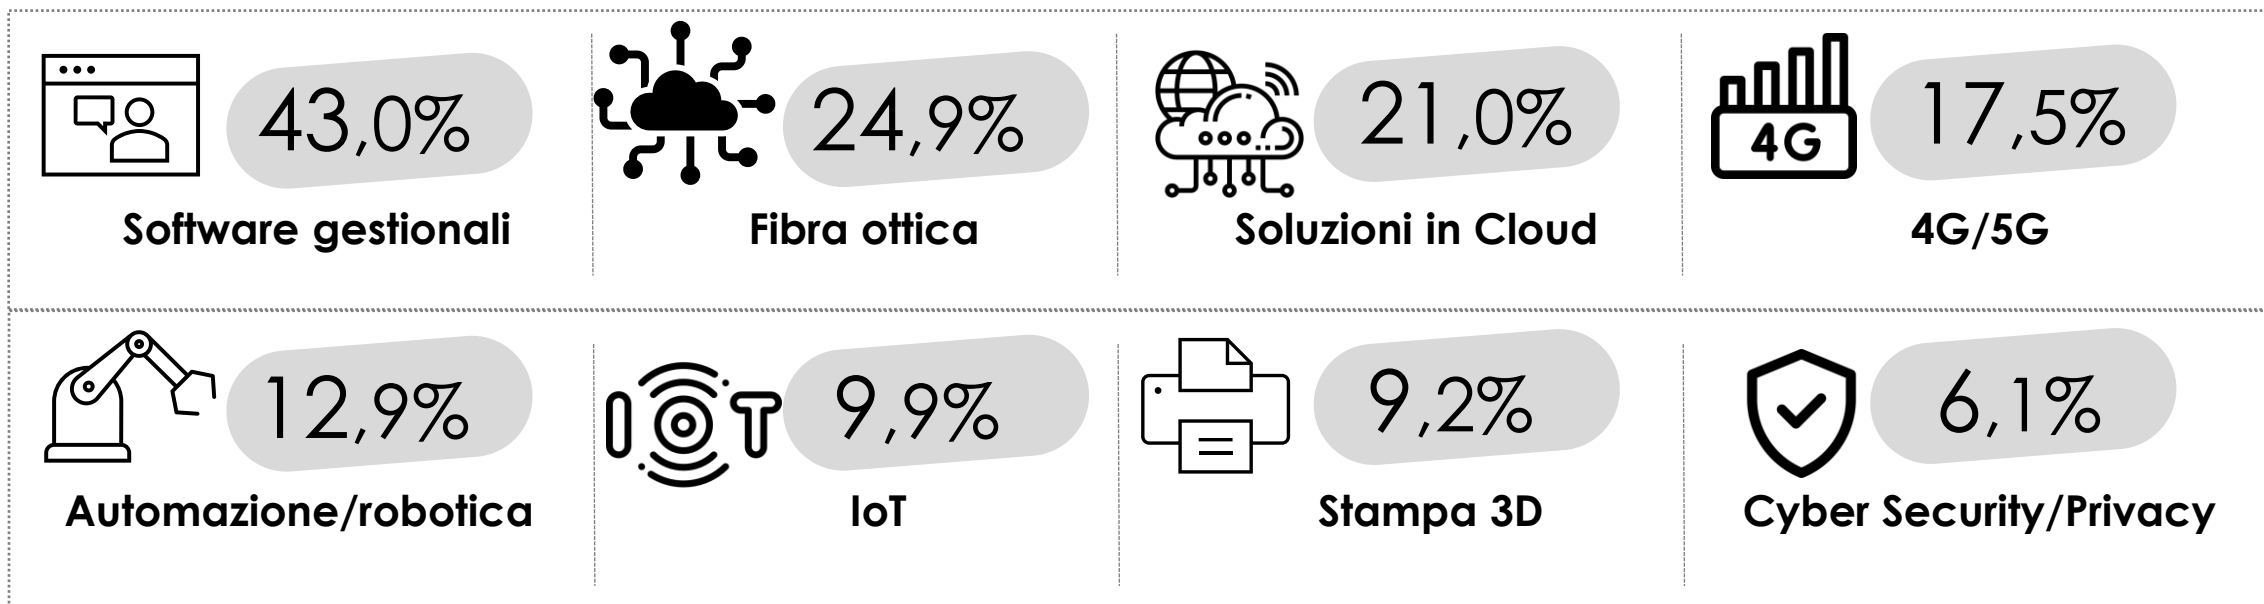 43,0%
Software gestionali
24,9%
Fibra ottica
21,0%
Soluzioni in Cloud
4G
17,5%
4G/5G
12,9%
Automazione/robotica
IOT
9,9%
IoT
9,2%
Stampa 3D
6,1%
Cyber Security/Privacy